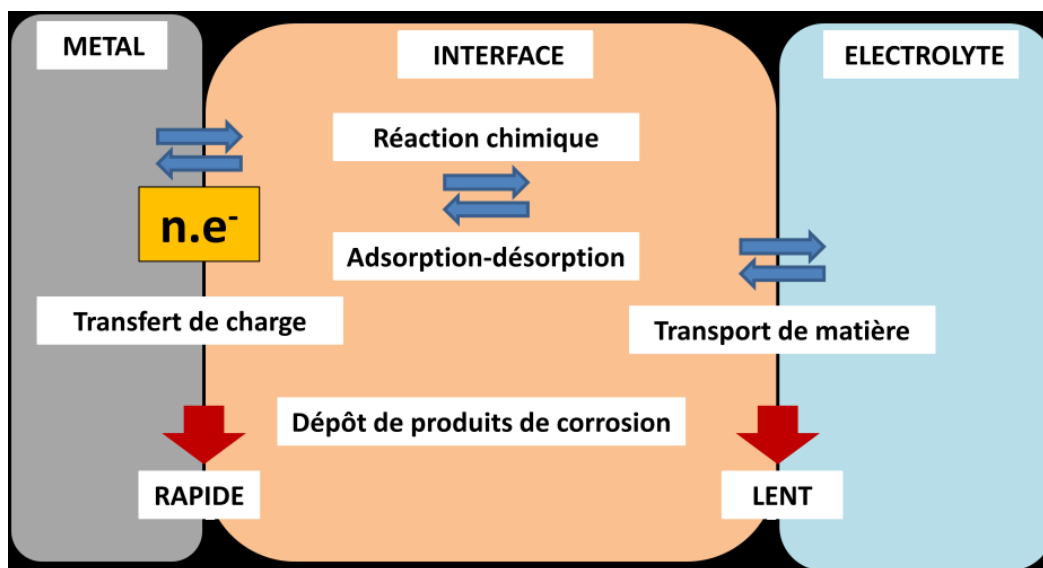 METAL
INTERFACE
ELECTROLYTE
Réaction chimique
n.e⁻
Adsorption-désorption
Transfert de charge
Transport de matière
Dépôt de produits de corrosion
RAPIDE
LENT